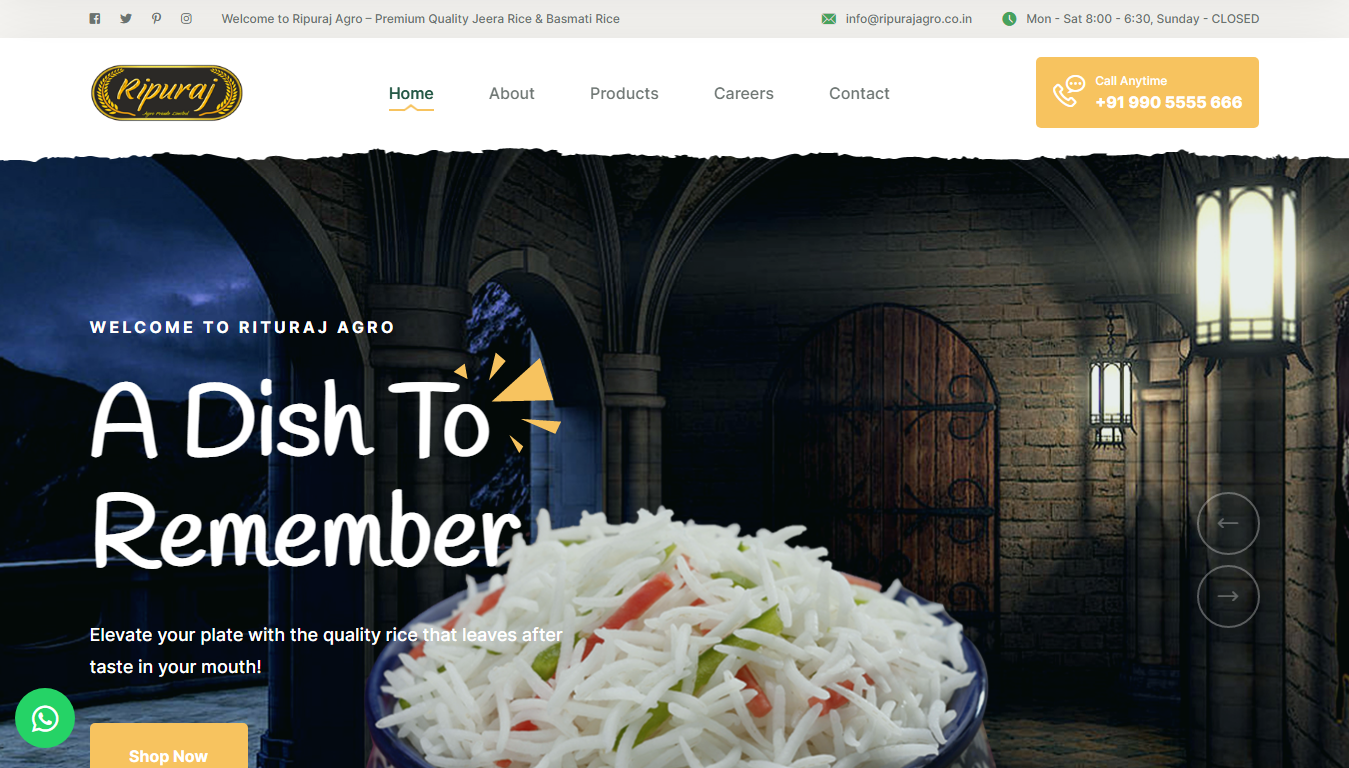 Welcome to Ripuraj Agro – Premium Quality Jeera Rice & Basmati Rice
info@ripurajagro.co.in
Mon - Sat 8:00 - 6:30, Sunday - CLOSED
Ripuraj
Agro Private Limited
Home
About
Products
Careers
Contact
Call Anytime
+91 990 5555 666
WELCOME TO RITURAJ AGRO
A Dish To
Remember
Elevate your plate with the quality rice that leaves after
taste in your mouth!
Shop Now